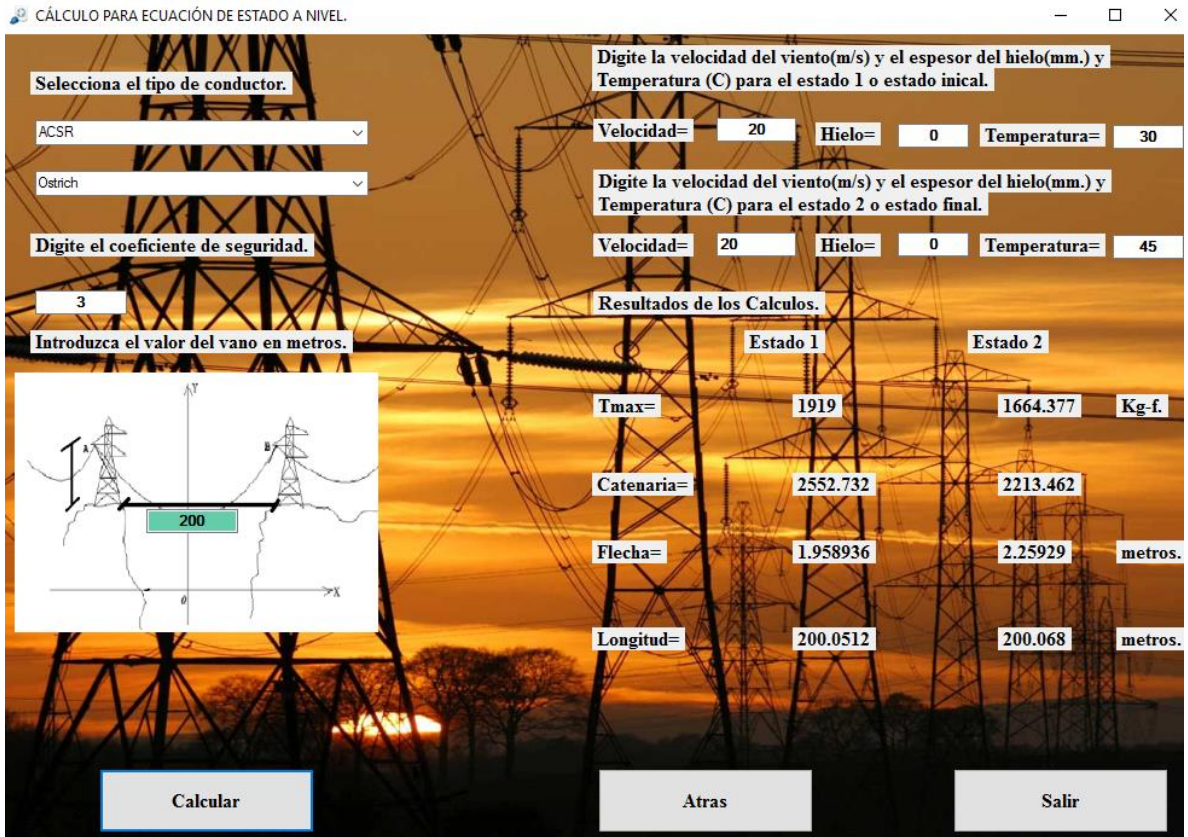 CÁLCULO PARA ECUACIÓN DE ESTADO A NIVEL.
Selecciona el tipo de conductor.
ACSR
Ostrich
Digite el coeficiente de seguridad.
3
Introduzca el valor del vano en metros.
Y
A
B
200
0
X
Digite la velocidad del viento(m/s) y el espesor del hielo(mm.) y
Temperatura (C) para el estado 1 o estado inical.
Velocidad= 20 Hielo= 0 Temperatura= 30
Digite la velocidad del viento(m/s) y el espesor del hielo(mm.) y
Temperatura (C) para el estado 2 o estado final.
Velocidad= 20 Hielo= 0 Temperatura= 45
Resultados de los Calculos.
Estado 1 Estado 2
Tmax= 1919 1664.377 Kg-f.
Catenaria= 2552.732 2213.462
Flecha= 1.958936 2.25929 metros.
Longitud= 200.0512 200.068 metros.
Calcular Atras Salir